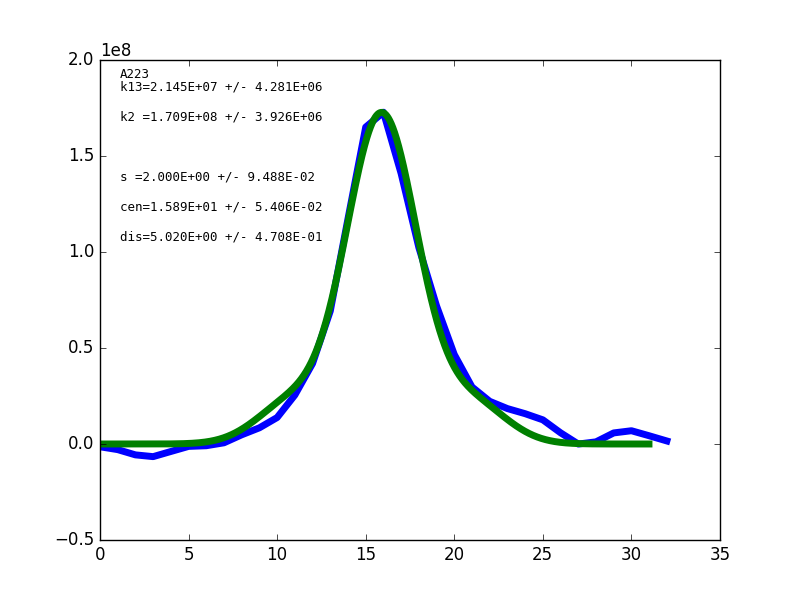 1e8
2.0
A223
k13=2.145E+07 +/- 4.281E+06
k2 =1.709E+08 +/- 3.926E+06
1.5
s =2.000E+00 +/- 9.488E-02
cen=1.589E+01 +/- 5.406E-02
dis=5.020E+00 +/- 4.708E-01
1.0
0.5
0.0
−0.5
0 5 10 15 20 25 30 35